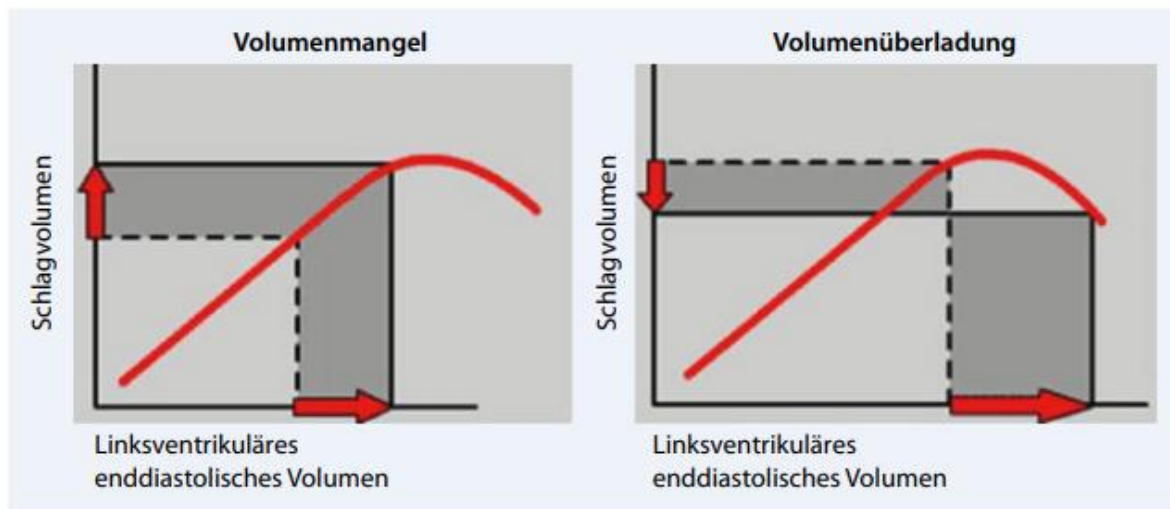 Volumenmangel
Schlagvolumen
Linksventrikuläres
enddiastolisches Volumen
Volumenüberladung
Schlagvolumen
Linksventrikuläres
enddiastolisches Volumen